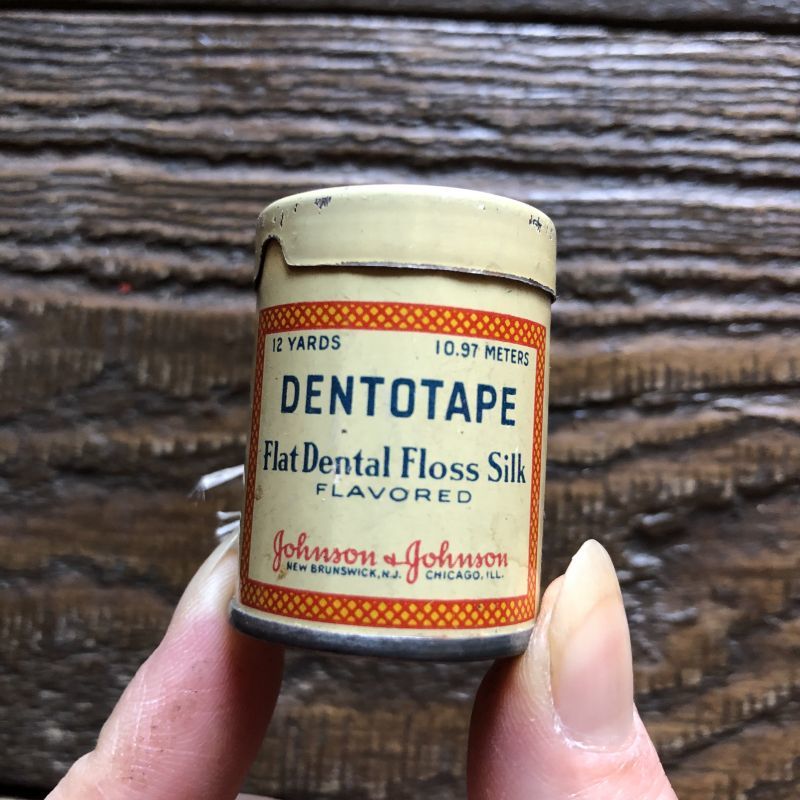 12 YARDS 10.97 METERS
DENTOTAPE
Flat Dental Floss Silk
FLAVORED
Johnson & Johnson
NEW BRUNSWICK, N.J. CHICAGO, ILL.